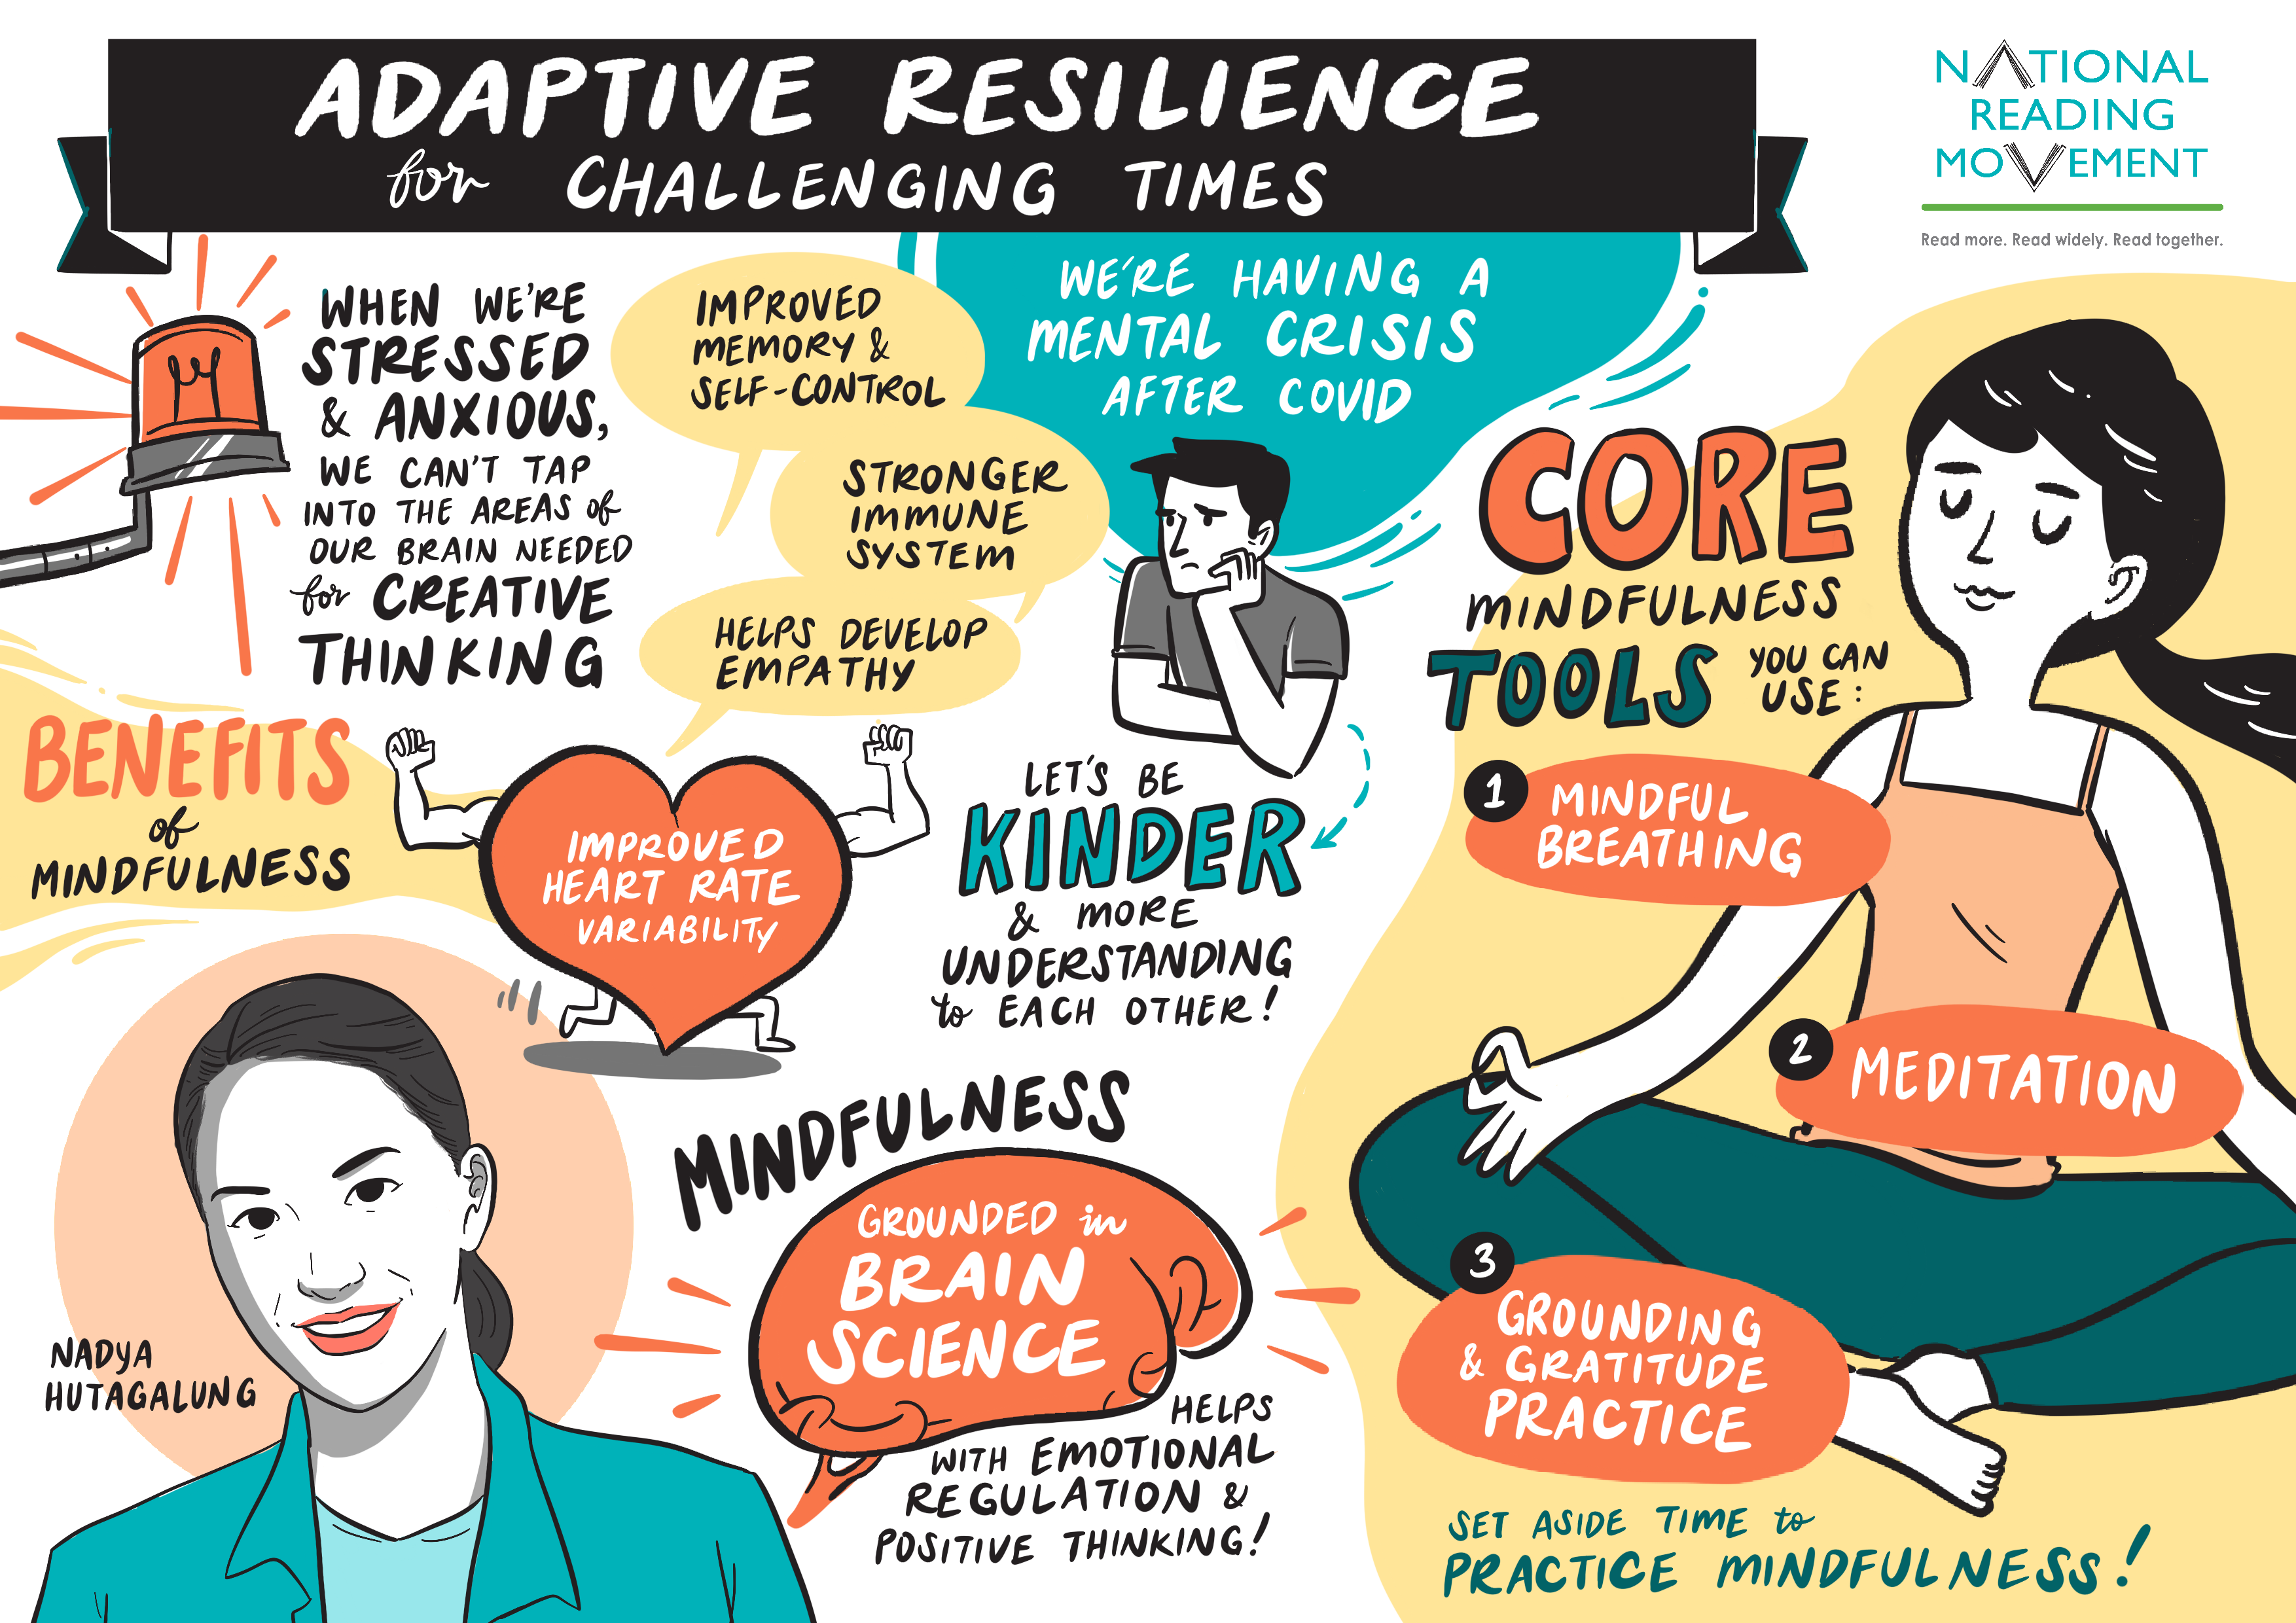 ADAPTIVE RESILIENCE
for CHALLENGING TIMES
NATIONAL
READING
MOVEMENT
Read more. Read widely. Read together.
WHEN WE'RE
STRESSED
& ANXIOUS,
WE CAN'T TAP
INTO THE AREAS of
OUR BRAIN NEEDED
for CREATIVE
THINKING
IMPROVED
MEMORY &
SELF-CONTROL
STRONGER
IMMUNE
SYSTEM
HELPS DEVELOP
EMPATHY
WE'RE HAVING A
MENTAL CRISIS
AFTER COVID
BENEFITS
of
MINDFULNESS
IMPROVED
HEART RATE
VARIABILITY
LET'S BE
KINDER
& MORE
UNDERSTANDING
to EACH OTHER!
NADYA
HUTAGALUNG
MINDFULNESS
GROUNDED in
BRAIN
SCIENCE
HELPS
WITH EMOTIONAL
REGULATION &
POSITIVE THINKING!
CORE
MINDFULNESS
TOOLS YOU CAN
USE:
1 MINDFUL
BREATHING
2 MEDITATION
3 GROUNDING
& GRATITUDE
PRACTICE
SET ASIDE TIME to
PRACTICE MINDFULNESS!